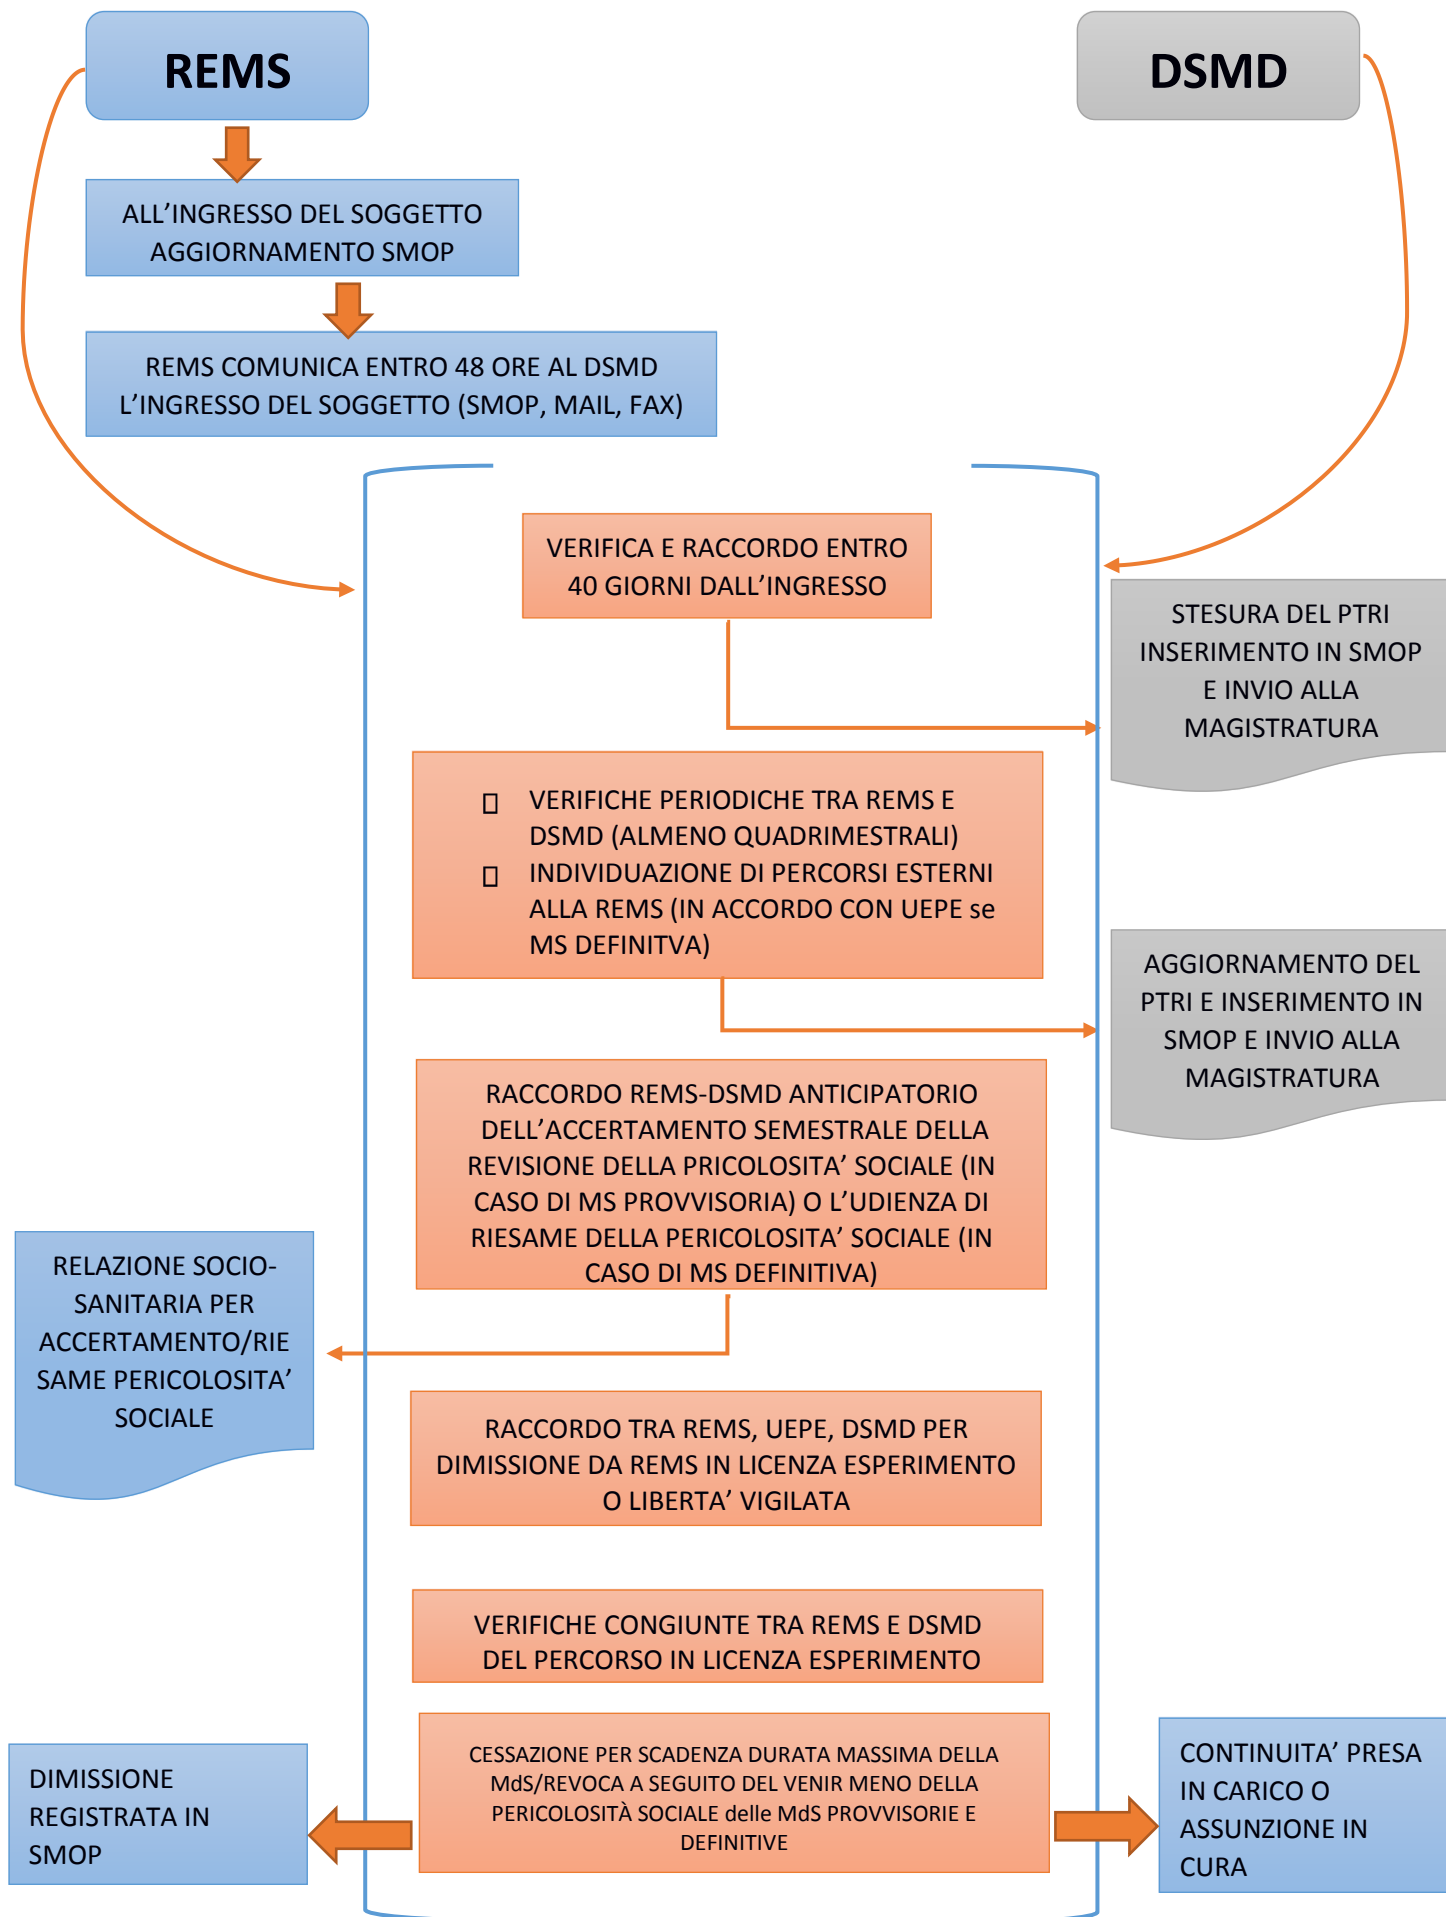 REMS
DSMD
ALL’INGRESSO DEL SOGGETTO
AGGIORNAMENTO SMOP
REMS COMUNICA ENTRO 48 ORE AL DSMD
L’INGRESSO DEL SOGGETTO (SMOP, MAIL, FAX)
VERIFICA E RACCORDO ENTRO
40 GIORNI DALL’INGRESSO
STESURA DEL PTRI
INSERIMENTO IN SMOP
E INVIO ALLA
MAGISTRATURA
VERIFICHE PERIODICHE TRA REMS E
DSMD (ALMENO QUADRIMESTRALI)
INDIVIDUAZIONE DI PERCORSI ESTERNI
ALLA REMS (IN ACCORDO CON UEPE se
MS DEFINITVA)
AGGIORNAMENTO DEL
PTRI E INSERIMENTO IN
SMOP E INVIO ALLA
MAGISTRATURA
RACCORDO REMS-DSMD ANTICIPATORIO
DELL’ACCERTAMENTO SEMESTRALE DELLA
REVISIONE DELLA PRICOLOSITA’ SOCIALE (IN
CASO DI MS PROVVISORIA) O L’UDIENZA DI
RIESAME DELLA PERICOLOSITA’ SOCIALE (IN
CASO DI MS DEFINITIVA)
RELAZIONE SOCIO-
SANITARIA PER
ACCERTAMENTO/RIE
SAME PERICOLOSITA’
SOCIALE
RACCORDO TRA REMS, UEPE, DSMD PER
DIMISSIONE DA REMS IN LICENZA ESPERIMENTO
O LIBERTA’ VIGILATA
VERIFICHE CONGIUNTE TRA REMS E DSMD
DEL PERCORSO IN LICENZA ESPERIMENTO
CESSAZIONE PER SCADENZA DURATA MASSIMA DELLA
MdS/REVOCA A SEGUITO DEL VENIR MENO DELLA
PERICOLOSITÀ SOCIALE delle MdS PROVVISORIE E
DEFINITIVE
DIMISSIONE
REGISTRATA IN
SMOP
CONTINUITA’ PRESA
IN CARICO O
ASSUNZIONE IN
CURA